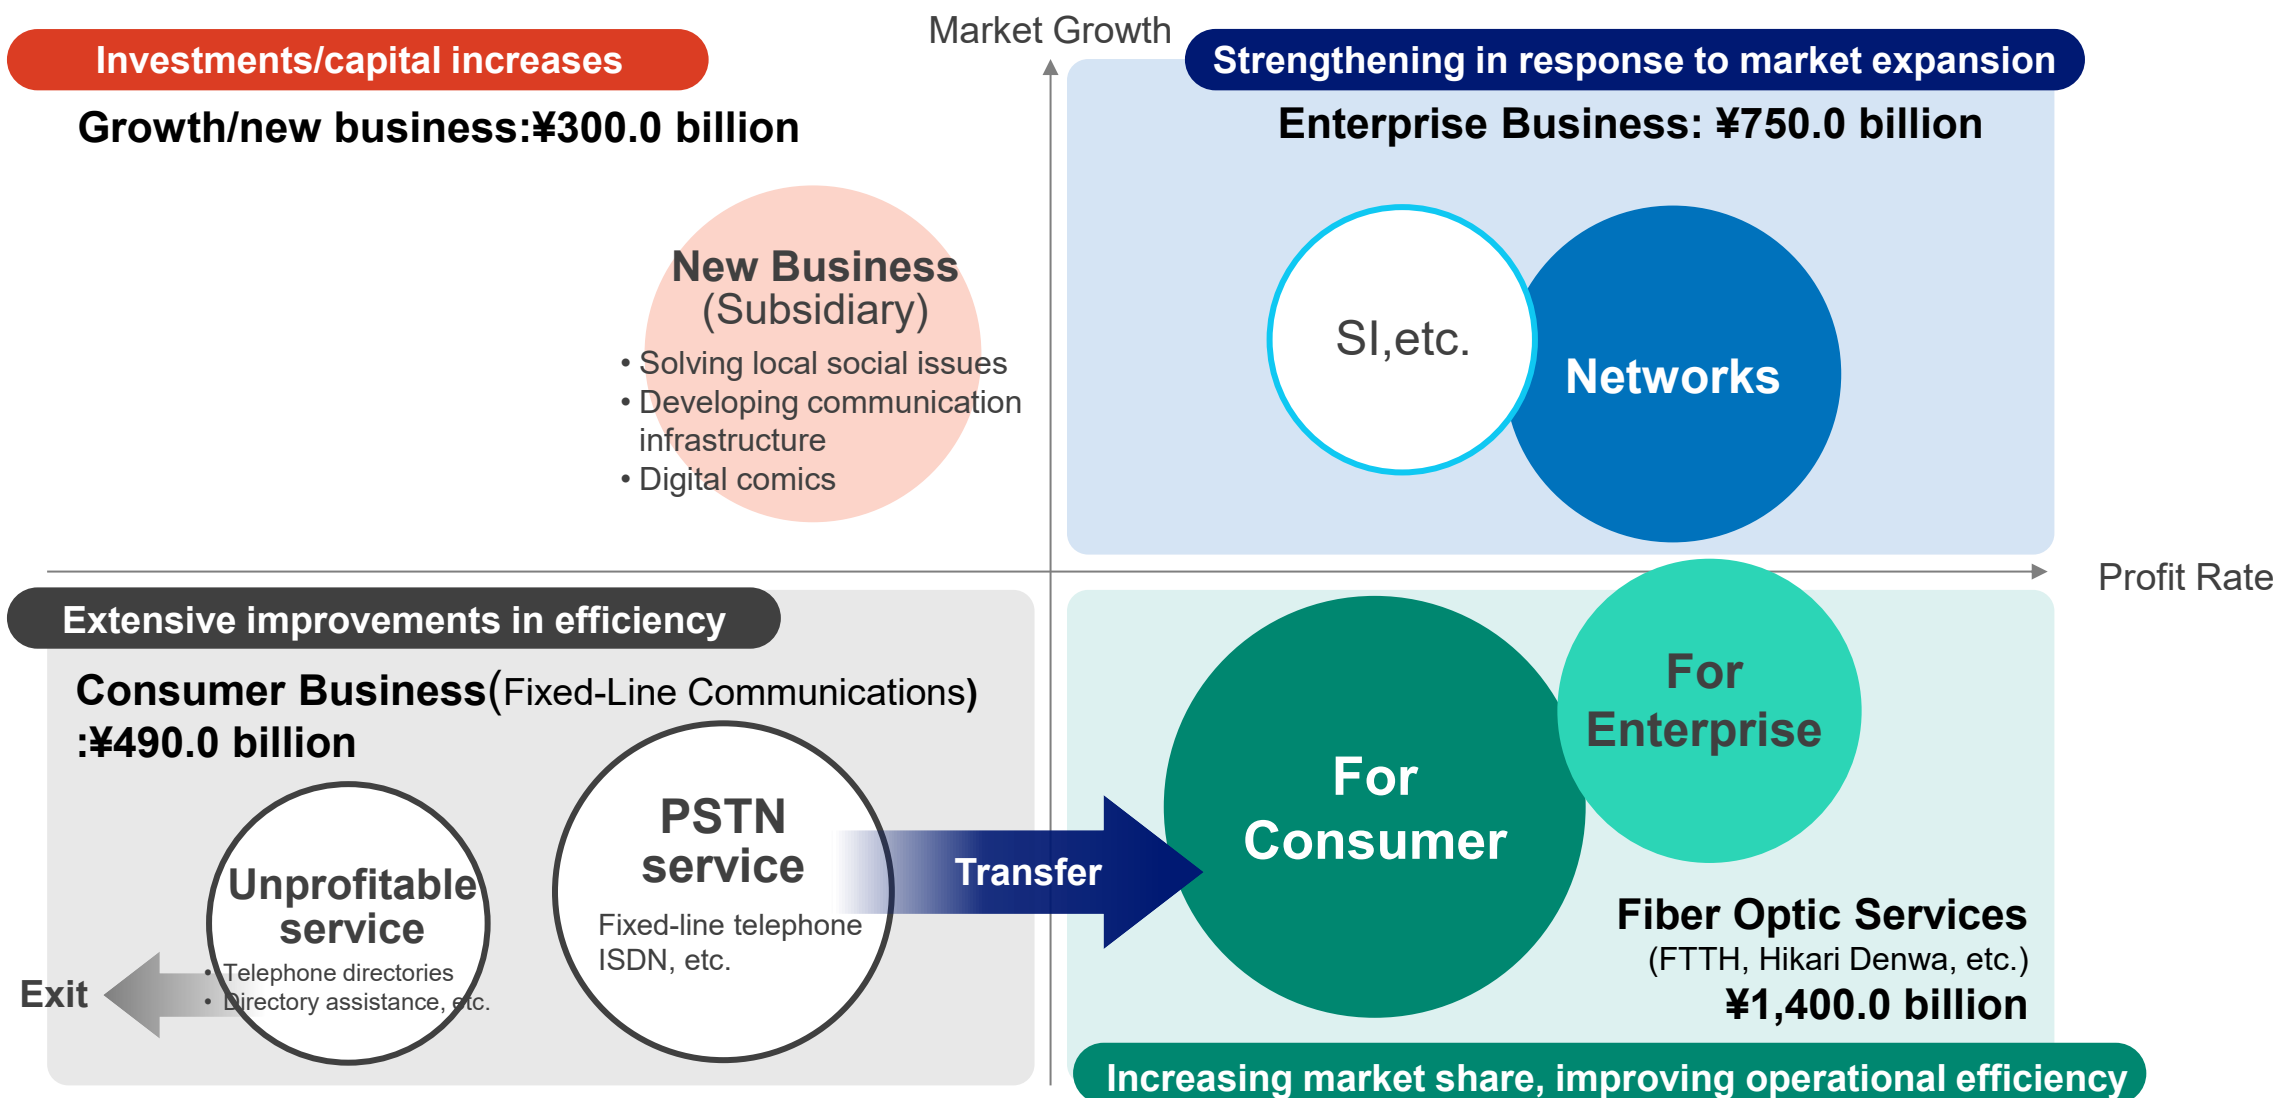 Market Growth
Investments/capital increases
Growth/new business:¥300.0 billion
New Business
(Subsidiary)
• Solving local social issues
• Developing communication
infrastructure
• Digital comics
Strengthening in response to market expansion
Enterprise Business: ¥750.0 billion
SI,etc.
Networks
Profit Rate
Extensive improvements in efficiency
Consumer Business(Fixed-Line Communications)
:¥490.0 billion
Unprofitable
service
• Telephone directories
• Directory assistance, etc.
Exit
PSTN
service
Fixed-line telephone
ISDN, etc.
Transfer
For
Consumer
For
Enterprise
Fiber Optic Services
(FTTH, Hikari Denwa, etc.)
¥1,400.0 billion
Increasing market share, improving operational efficiency